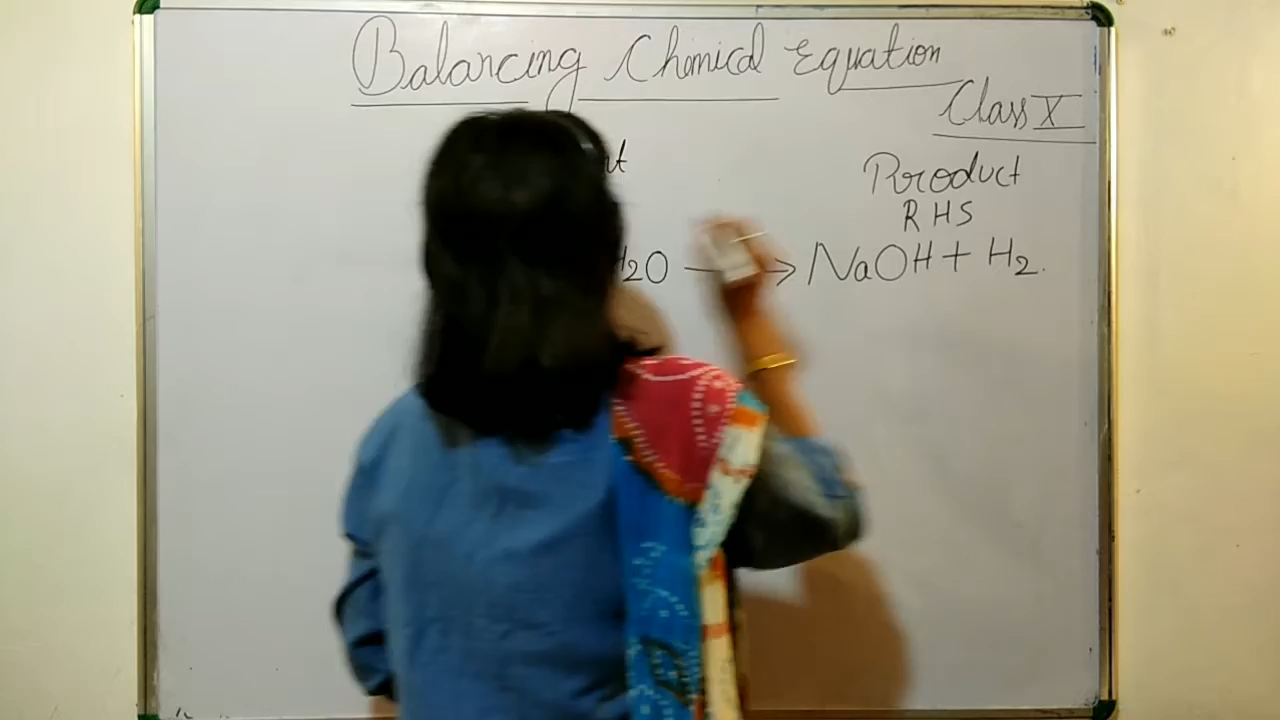 Balancing Chemical Equation
Class X
Product
RHS
H2O → NaOH + H2.